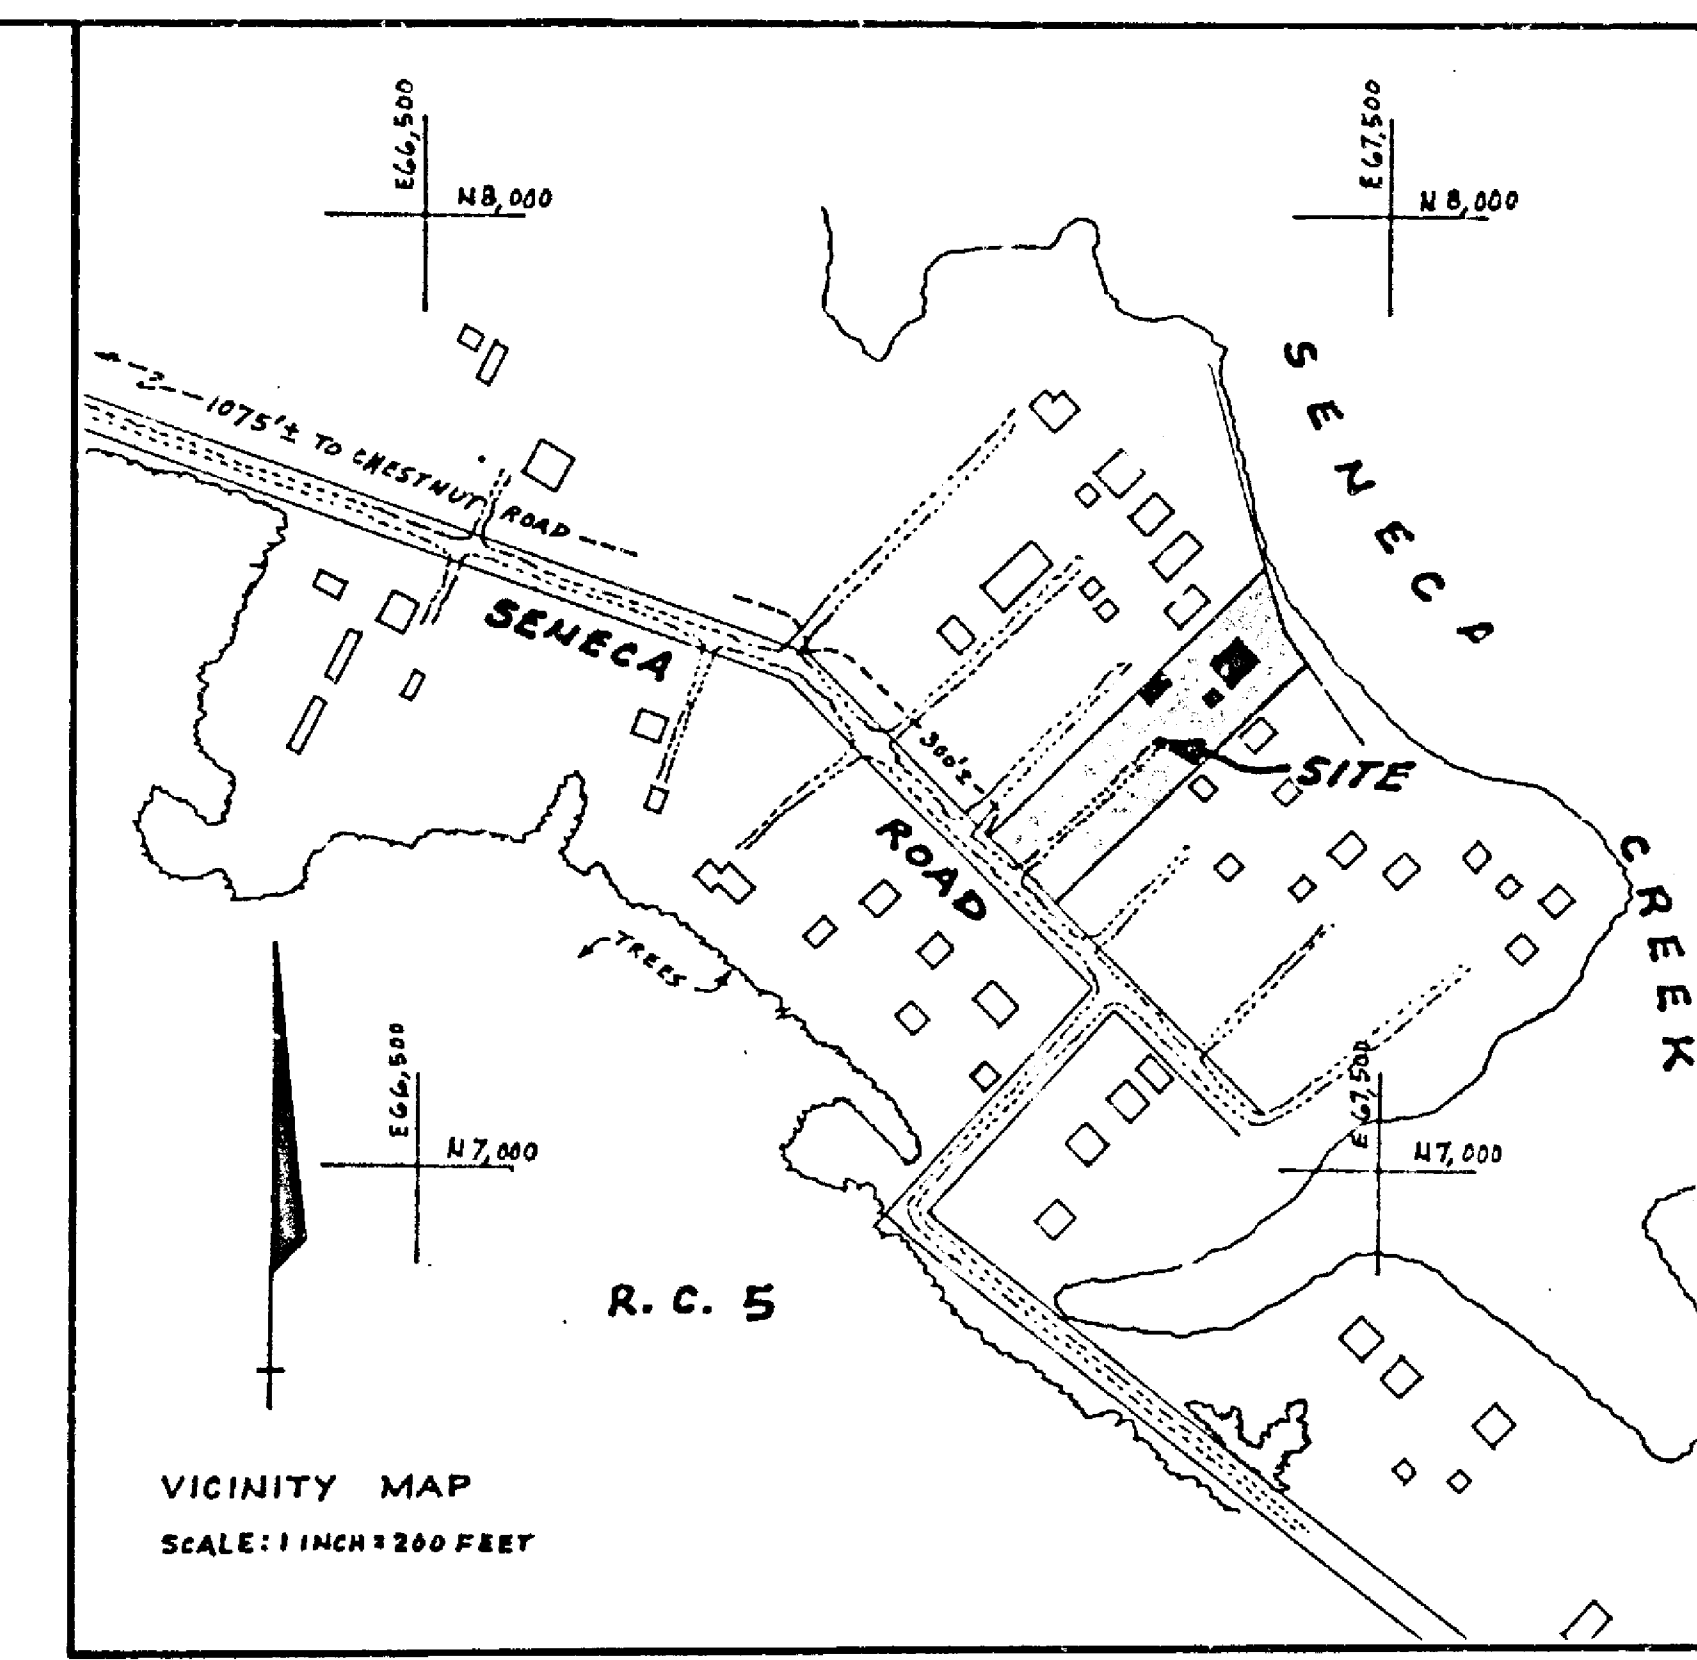 E66,500
N8,000
E67,500
N8,000
1075'± TO CHESTNUT ROAD
SENECA
ROAD
300'±
SITE
SENECA
CREEK
TREES
E66,500
N7,000
E67,500
N7,000
R. C. 5
VICINITY MAP
SCALE: 1 INCH = 200 FEET